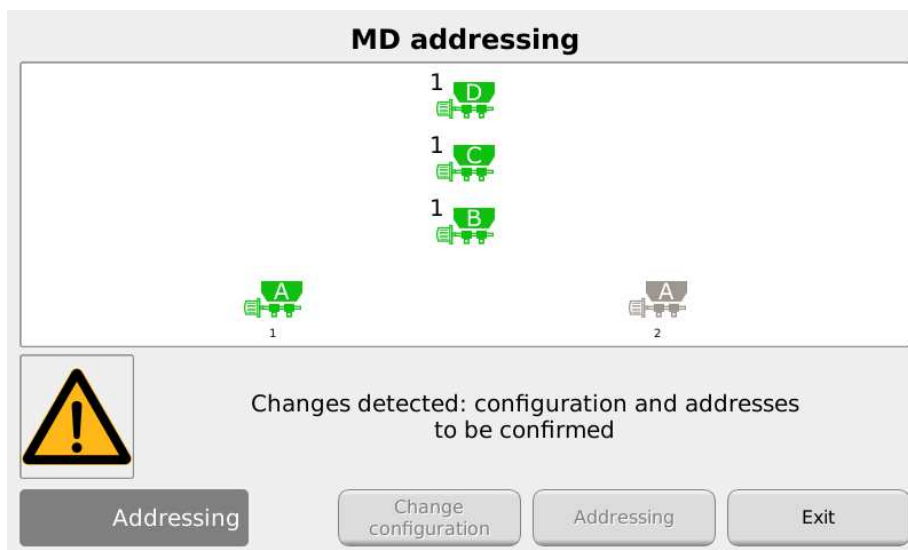 MD addressing
1 D
1 C
1 B
A A
1 2
Changes detected: configuration and addresses
to be confirmed
Addressing
Change
configuration
Addressing
Exit